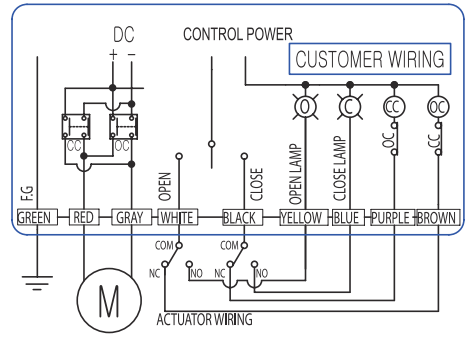 DC
CONTROL POWER
+ −
CUSTOMER WIRING
O C CC OC
CC OC
F.G
OPEN
CLOSE
OPEN LAMP
CLOSE LAMP
OC
CC
GREEN RED GRAY WHITE BLACK YELLOW BLUE PURPLE BROWN
COM COM
NC NO NC NO
M
ACTUATOR WIRING